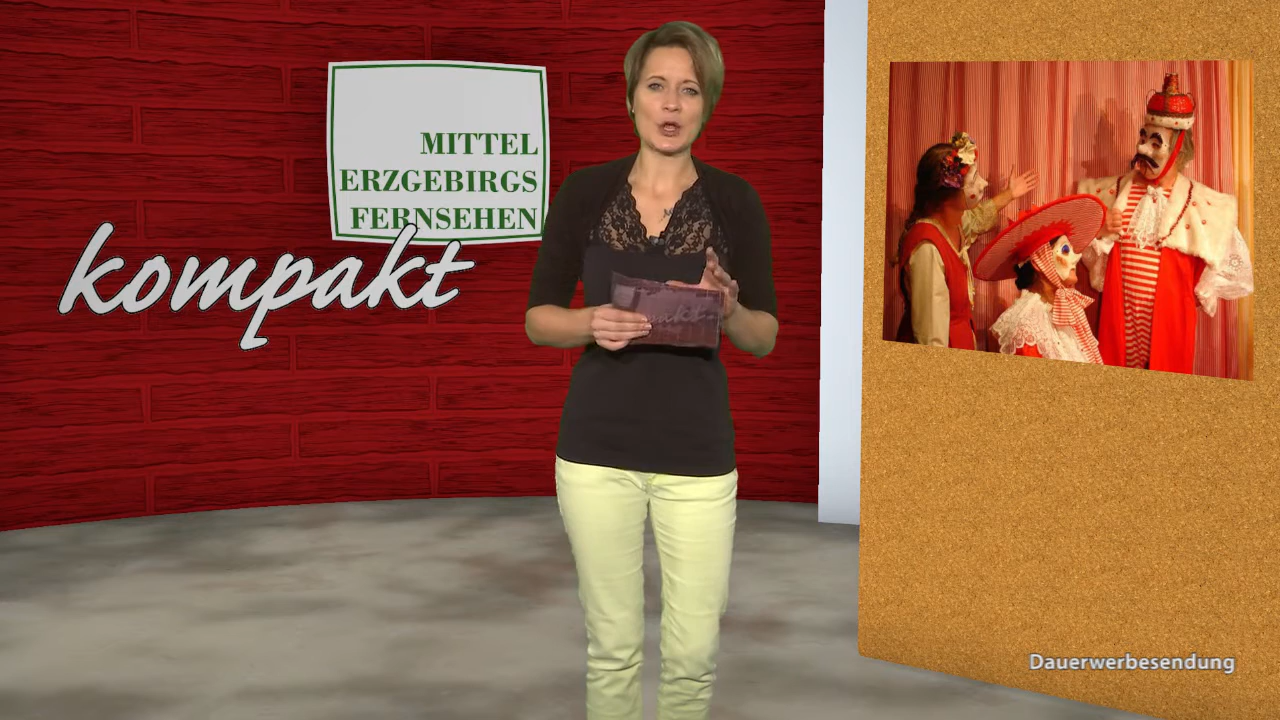 MITTEL
ERZGEBIRGS
FERNSEHEN
kompakt
Dauerwerbesendung